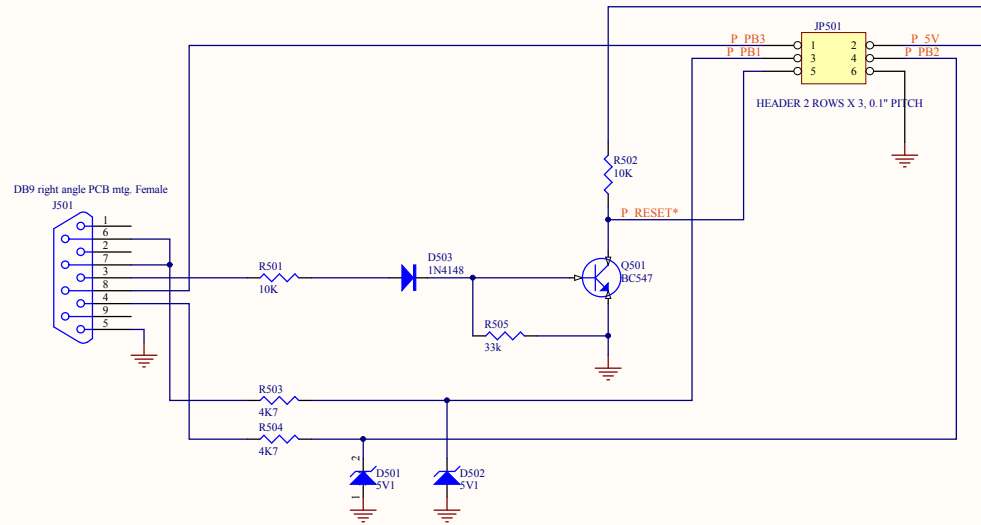 JP501
P_PB3
P_5V
1
2
P_PB1
P_PB2
3
4
5
6
HEADER 2 ROWS X 3, 0.1" PITCH
R502
10K
DB9 right angle PCB mtg. Female
J501
1
6
2
7
3
8
4
9
5
P_RESET*
R501
10K
D503
1N4148
Q501
BC547
R505
33k
R503
4K7
R504
4K7
2
1
D501
5V1
D502
5V1